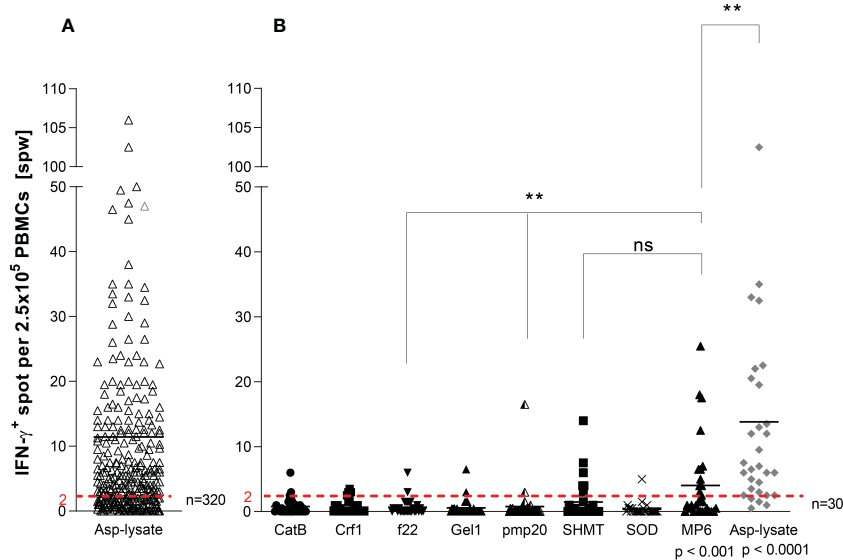 A
B
IFN-γ+ spot per 2.5x10⁵ PBMCs [spw]
110
105
100
50
40
30
20
10
2
0
n=320
Asp-lysate
**
**
ns
110
105
100
50
40
30
20
10
2
0
n=30
CatB Crf1 f22 Gel1 pmp20 SHMT SOD MP6 Asp-lysate
p < 0.001 p < 0.0001